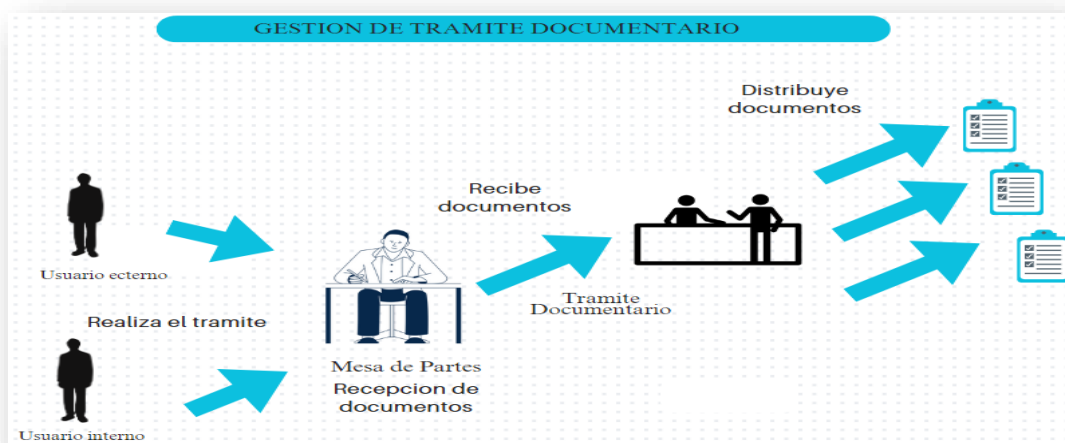 GESTION DE TRAMITE DOCUMENTARIO
Distribuye
documentos
Recibe
documentos
Usuario ecterno
Tramite
Documentario
Realiza el tramite
Mesa de Partes
Recepcion de
documentos
Usuario interno